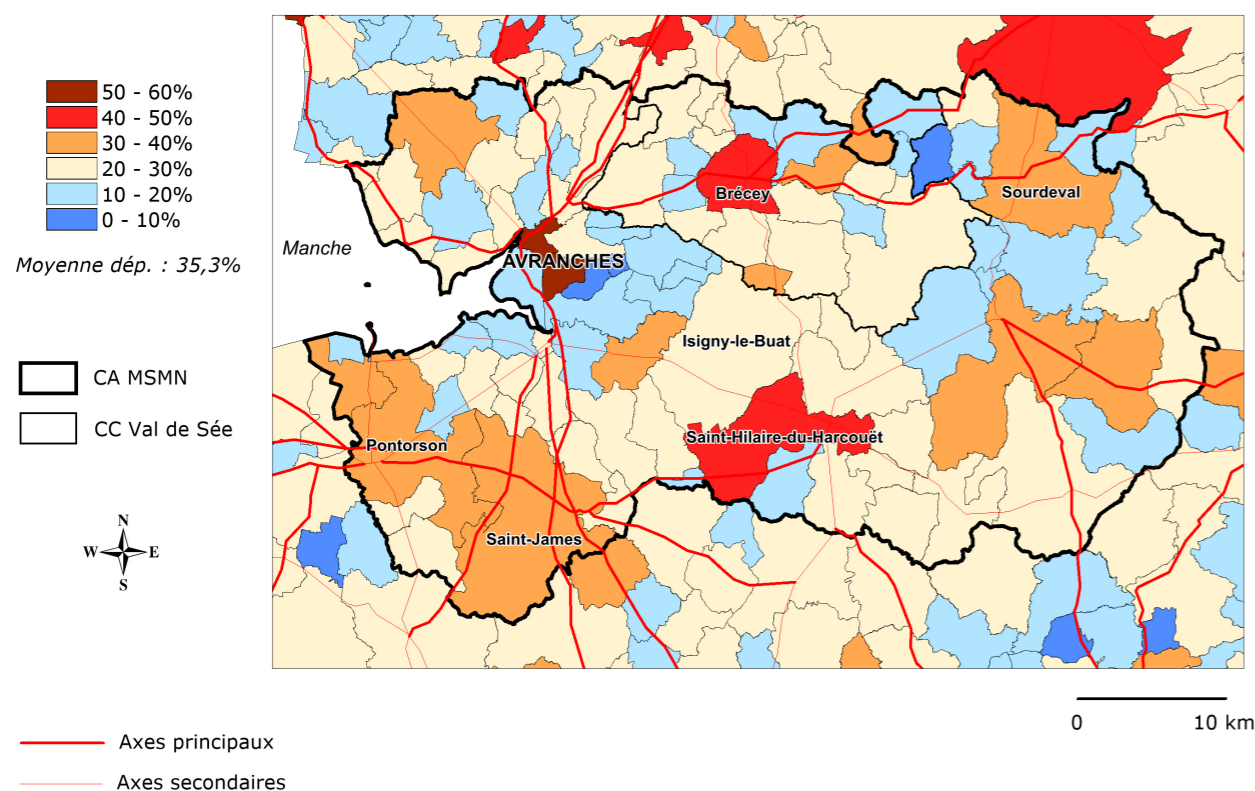 50 - 60%
40 - 50%
30 - 40%
20 - 30%
10 - 20%
0 - 10%
Moyenne dép. : 35,3%
CA MSMN
CC Val de Sée
N
W E
S
Manche
AVRANCHES
Brécey
Sourdeval
Isigny-le-Buat
Saint-Hilaire-du-Harcouët
Pontorson
Saint-James
0 10 km
Axes principaux
Axes secondaires